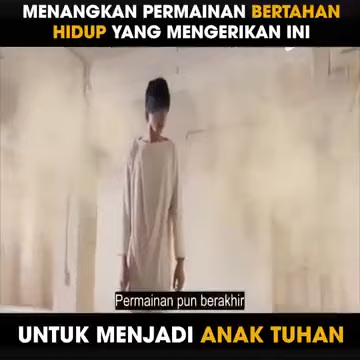 MENANGKAN PERMAINAN BERTAHAN
HIDUP YANG MENGERIKAN INI
Permainan pun berakhir
UNTUK MENJADI ANAK TUHAN